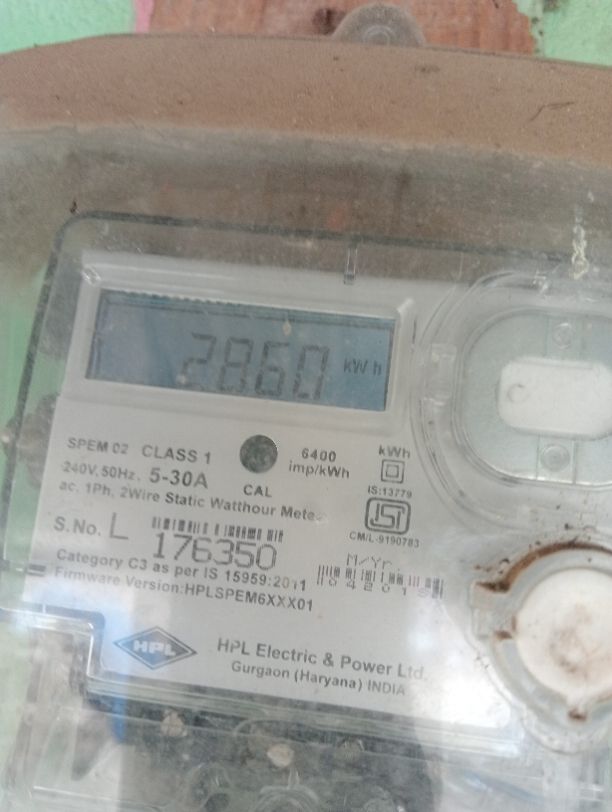 2860 kWh
SPEM 02 CLASS 1
240V, 50Hz, 5-30A
CAL
6400
imp/kWh
kWh
IS:13779
ISI
CM/L-9190783
ac. 1Ph. 2Wire Static Watthour Meter
S.No. L 176350
M/Yr.
Category C3 as per IS 15959:2011
Firmware Version:HPLSPEM6XXX01
HPL
HPL Electric & Power Ltd.
Gurgaon (Haryana) INDIA